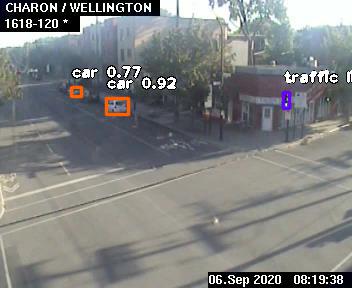 CHARON / WELLINGTON
1618-120 *
car 0.77
car 0.92
traffic
06.Sep 2020 08:19:38